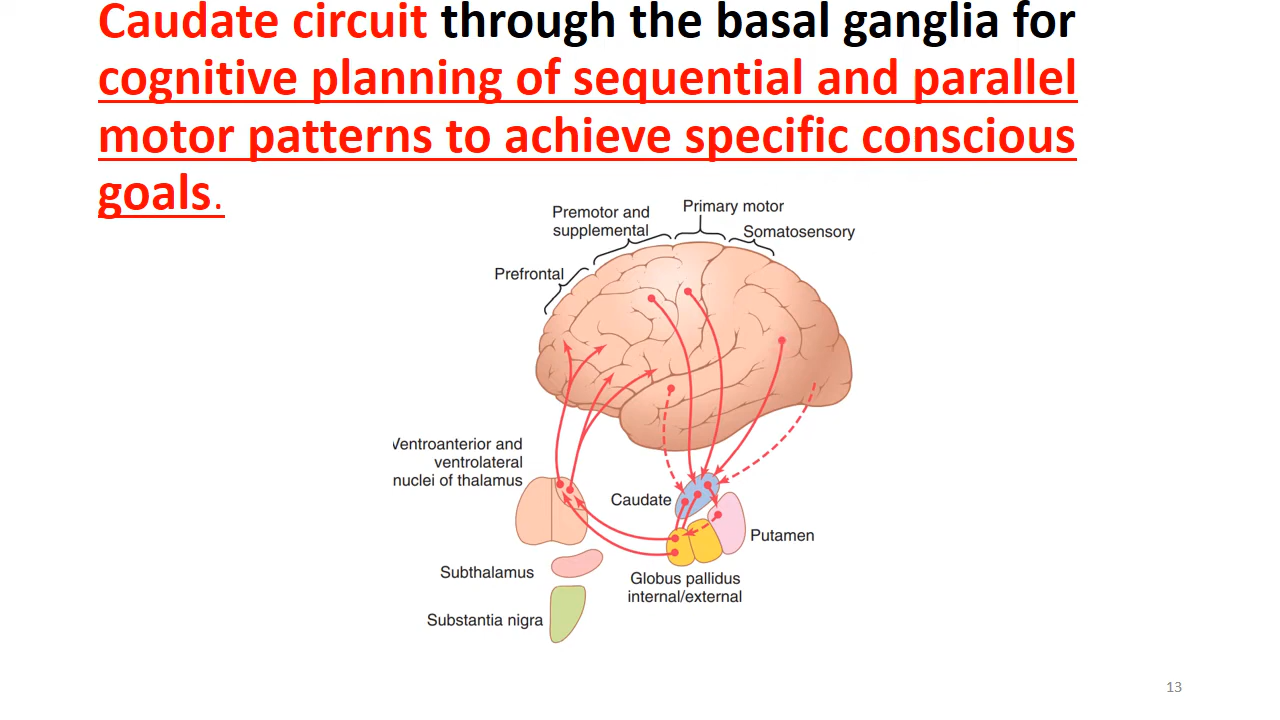 Caudate circuit through the basal ganglia for
cognitive planning of sequential and parallel
motor patterns to achieve specific conscious
goals.
Premotor and
supplemental
Primary motor
Somatosensory
Prefrontal
Ventroanterior and
ventrolateral
nuclei of thalamus
Caudate
Putamen
Subthalamus
Globus pallidus
internal/external
Substantia nigra
13